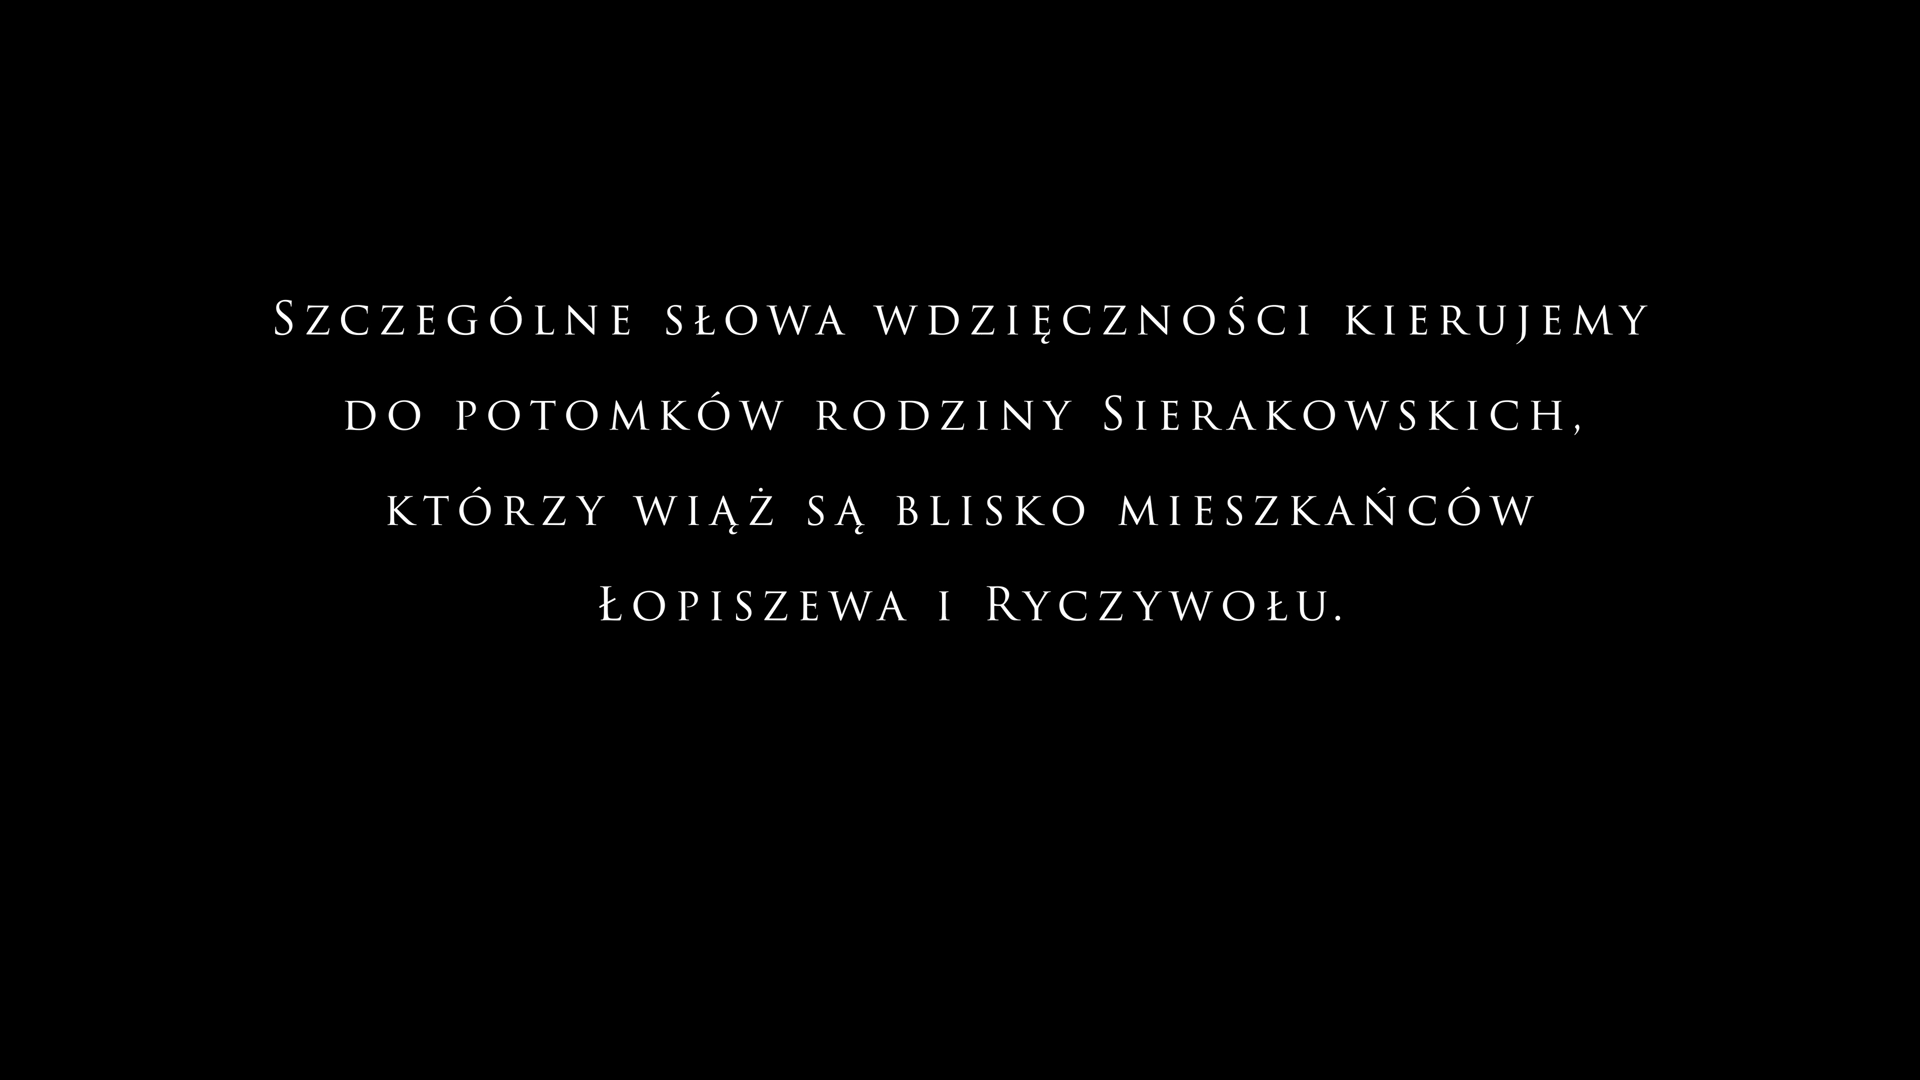 Szczególne słowa wdzięczności kierujemy
do potomków rodziny Sierakowskich,
którzy wiąż są blisko mieszkańców
Łopiszewa i Ryczywołu.